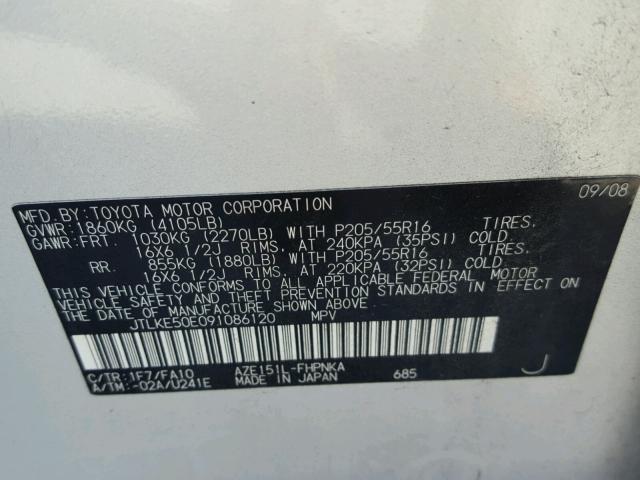 09/08
MFD.BY:TOYOTA MOTOR CORPORATION
GVWR:1860KG (4105LB)
GAWR:FRT. 1030KG (2270LB) WITH P205/55R16 TIRES.
16X6 1/2J RIMS, AT 240KPA (35PSI) COLD.
RR. 855KG (1880LB) WITH P205/55R16 TIRES.
16X6 1/2J RIMS, AT 220KPA (32PSI) COLD.
THIS VEHICLE CONFORMS TO ALL APPLICABLE FEDERAL MOTOR
VEHICLE SAFETY AND THEFT PREVENTION STANDARDS IN EFFECT ON
THE DATE OF MANUFACTURE SHOWN ABOVE.
JTLKE50E091086120 MPV
C/TR:1F7/FA10 AZE151L-FHPNKA
A/TM:-02A/U241E MADE IN JAPAN 685 J